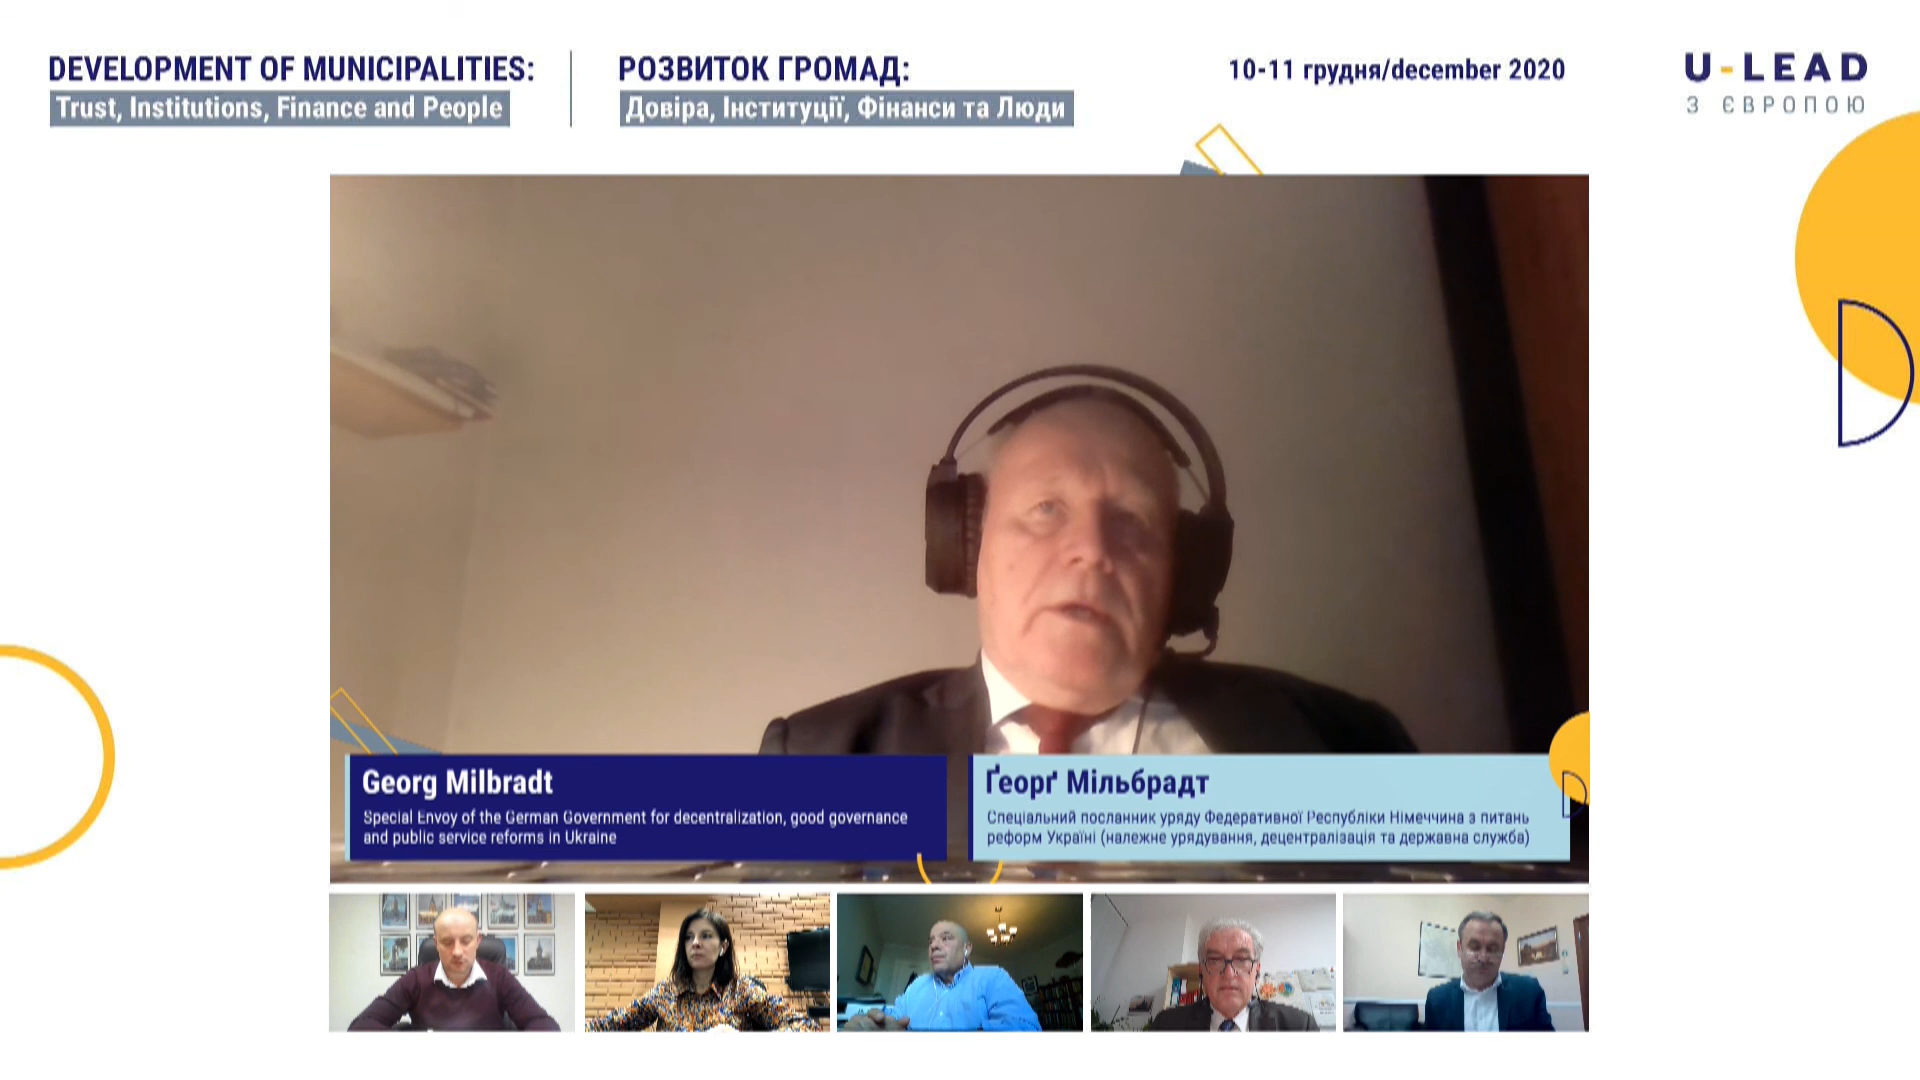 DEVELOPMENT OF MUNICIPALITIES:
Trust, Institutions, Finance and People
РОЗВИТОК ГРОМАД:
Довіра, Інституції, Фінанси та Люди
10-11 грудня/december 2020
U-LEAD
З ЄВРОПОЮ
Georg Milbradt
Special Envoy of the German Government for decentralization, good governance
and public service reforms in Ukraine
Ґеорґ Мільбрадт
Спеціальний посланник уряду Федеративної Республіки Німеччина з питань
реформ Україні (належне урядування, децентралізація та державна служба)